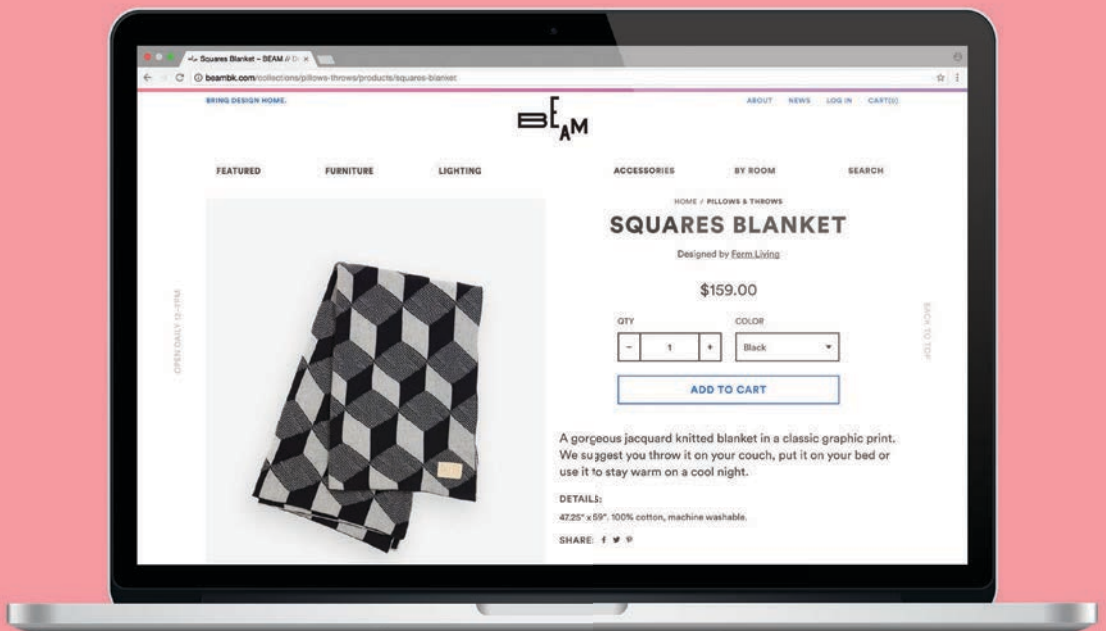 Squares Blanket – BEAM // D
beambk.com/collections/pillows-throws/products/squares-blanket
BRING DESIGN HOME.
BEAM
ABOUT NEWS LOG IN CART(0)
FEATURED FURNITURE LIGHTING ACCESSORIES BY ROOM SEARCH
HOME / PILLOWS & THROWS
SQUARES BLANKET
Designed by Ferm Living
$159.00
QTY COLOR
- 1 + Black
ADD TO CART
OPEN DAILY 12-7PM
BACK TO TOP
A gorgeous jacquard knitted blanket in a classic graphic print.
We suggest you throw it on your couch, put it on your bed or
use it to stay warm on a cool night.
DETAILS:
47.25" x 59". 100% cotton, machine washable.
SHARE: